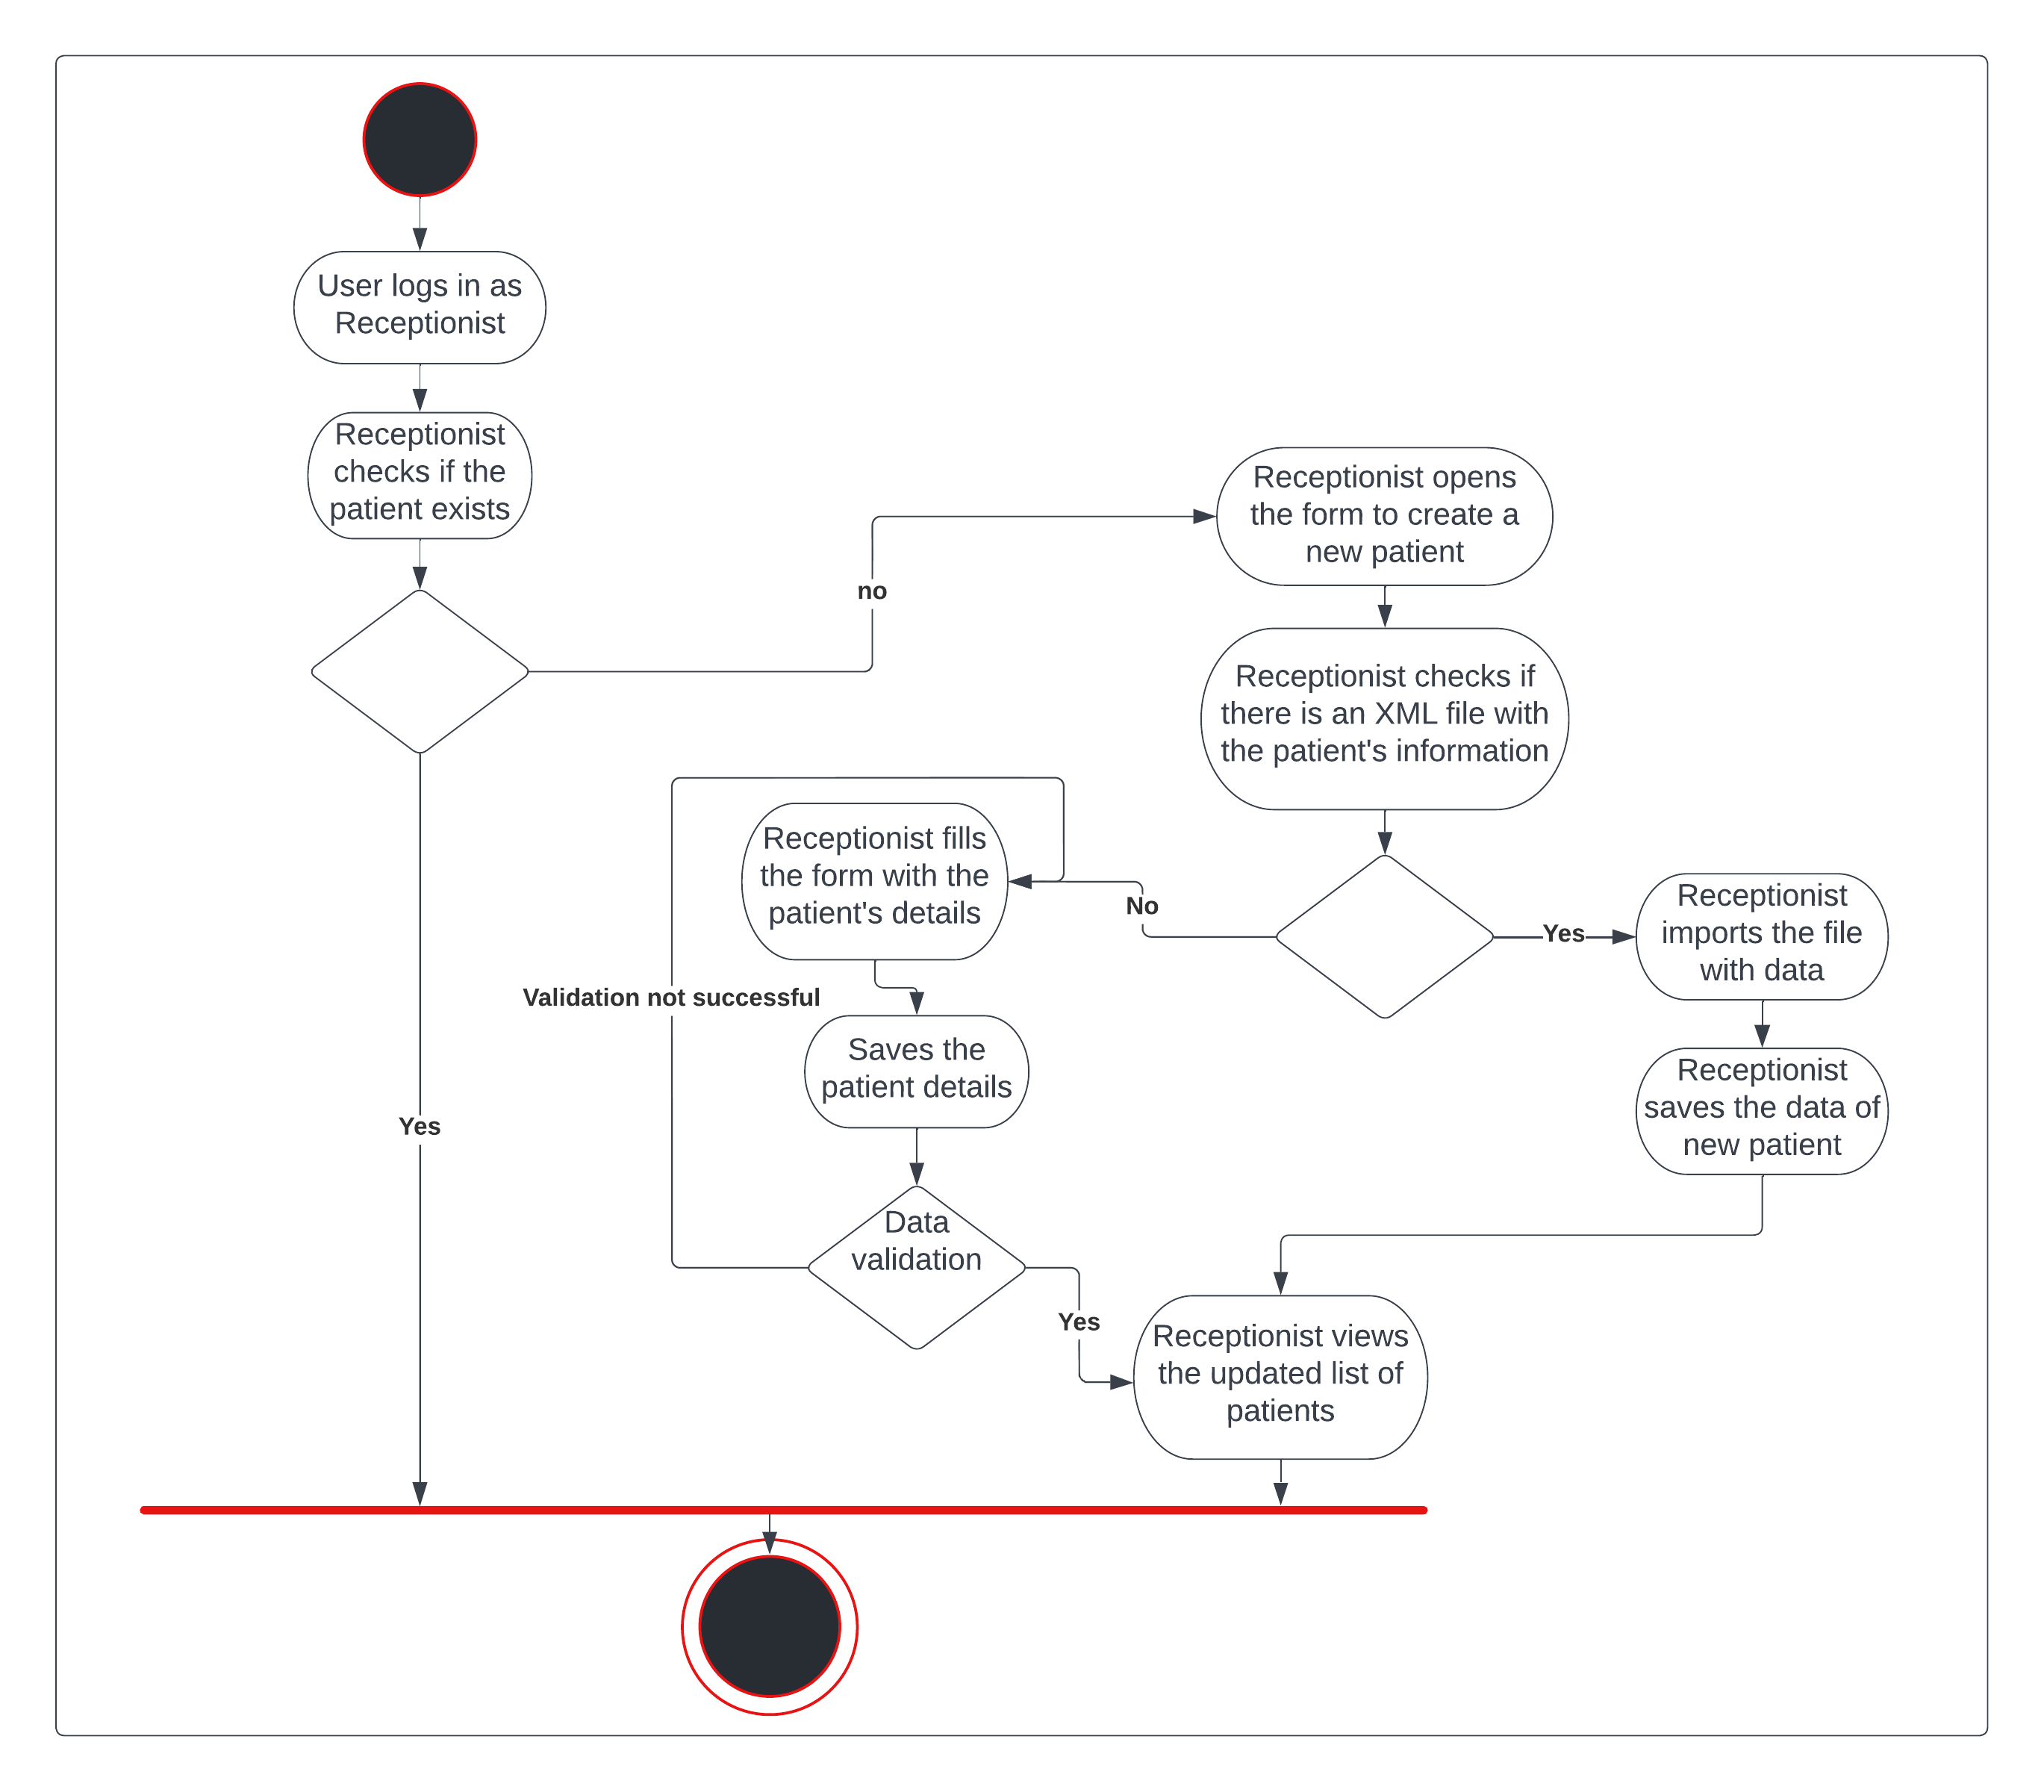 User logs in as
Receptionist
Receptionist
checks if the
patient exists
no
Yes
Receptionist opens
the form to create a
new patient
Receptionist checks if
there is an XML file with
the patient's information
No
Yes
Receptionist fills
the form with the
patient's details
Validation not successful
Saves the
patient details
Data
validation
Yes
Receptionist
imports the file
with data
Receptionist
saves the data of
new patient
Receptionist views
the updated list of
patients